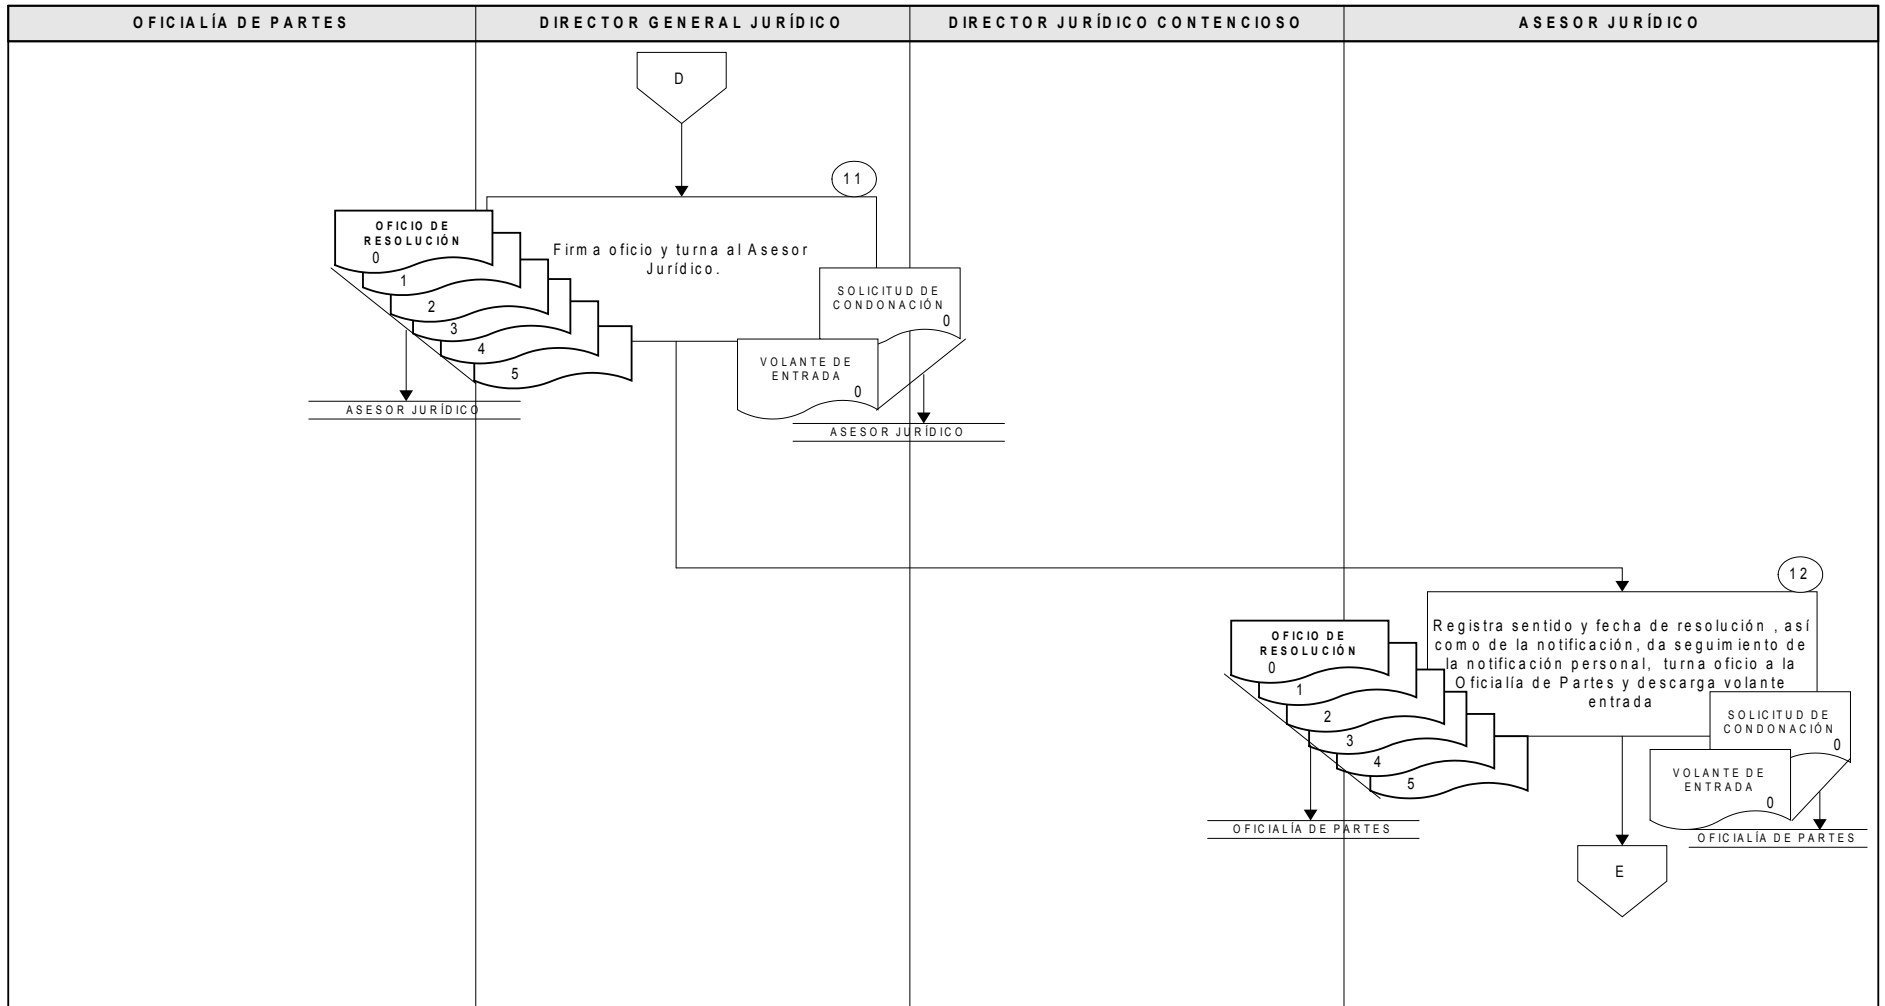 OFICIALÍA DE PARTES
DIRECTOR GENERAL JURÍDICO
DIRECTOR JURÍDICO CONTENCIOSO
ASESOR JURÍDICO
D
11
Firma oficio y turna al Asesor
Jurídico.
OFICIO DE
RESOLUCIÓN
0
1
2
3
4
5
ASESOR JURÍDICO
SOLICITUD DE
CONDONACIÓN
0
VOLANTE DE
ENTRADA
0
ASESOR JURÍDICO
12
Registra sentido y fecha de resolución , así
como de la notificación, da seguimiento de
la notificación personal, turna oficio a la
Oficialía de Partes y descarga volante
entrada
OFICIO DE
RESOLUCIÓN
0
1
2
3
4
5
OFICIALÍA DE PARTES
SOLICITUD DE
CONDONACIÓN
0
VOLANTE DE
ENTRADA
0
OFICIALÍA DE PARTES
E